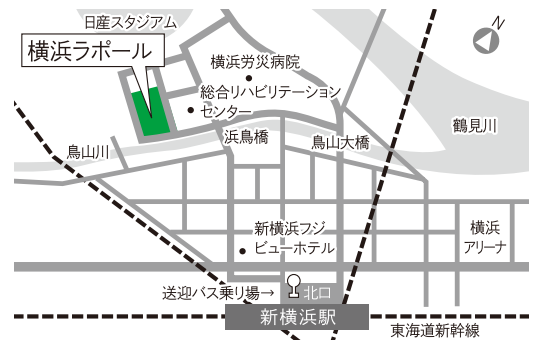 日産スタジアム
N
横浜ラポール
横浜労災病院
総合リハビリテーション
センター
鶴見川
浜鳥橋
鳥山大橋
鳥山川
新横浜フジ
ビューホテル
横浜
アリーナ
送迎バス乗り場→
北口
新横浜駅
東海道新幹線